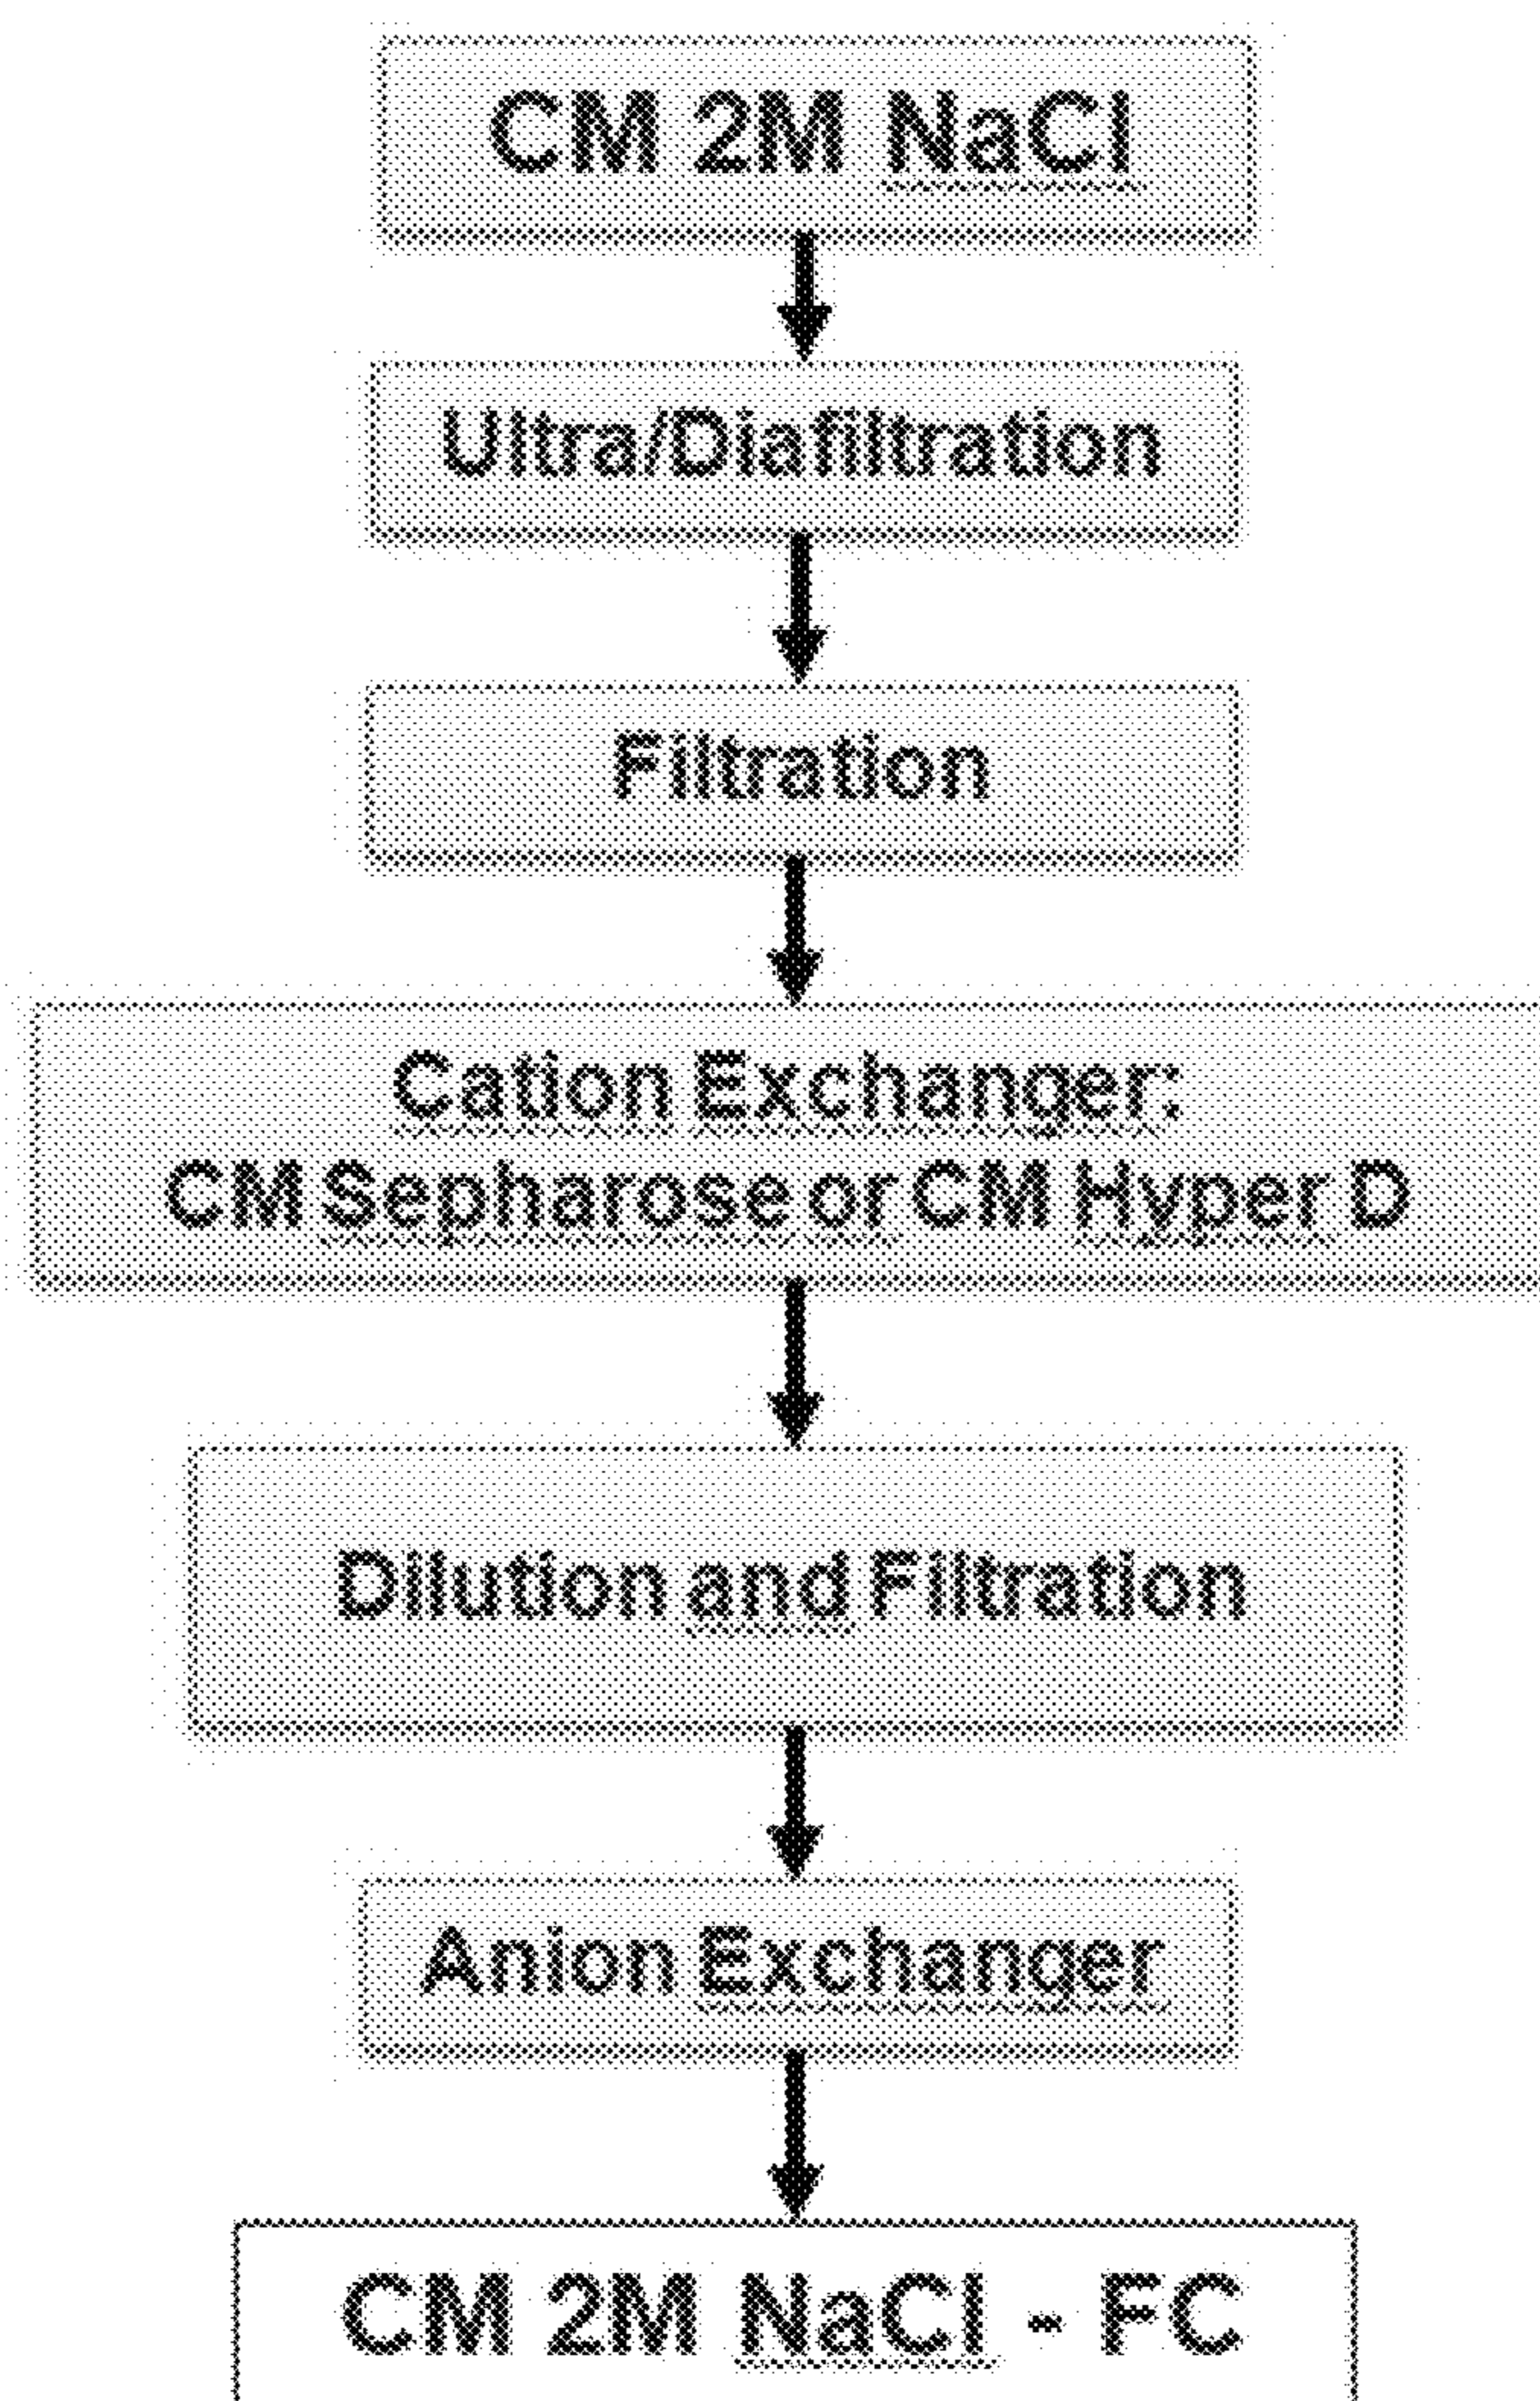 CM 2M NaCl
Ultra/Diafiltration
Filtration
Cation Exchanger:
CM Sepharose or CM Hyper D
Dilution and Filtration
Anion Exchanger
CM 2M NaCl - FC